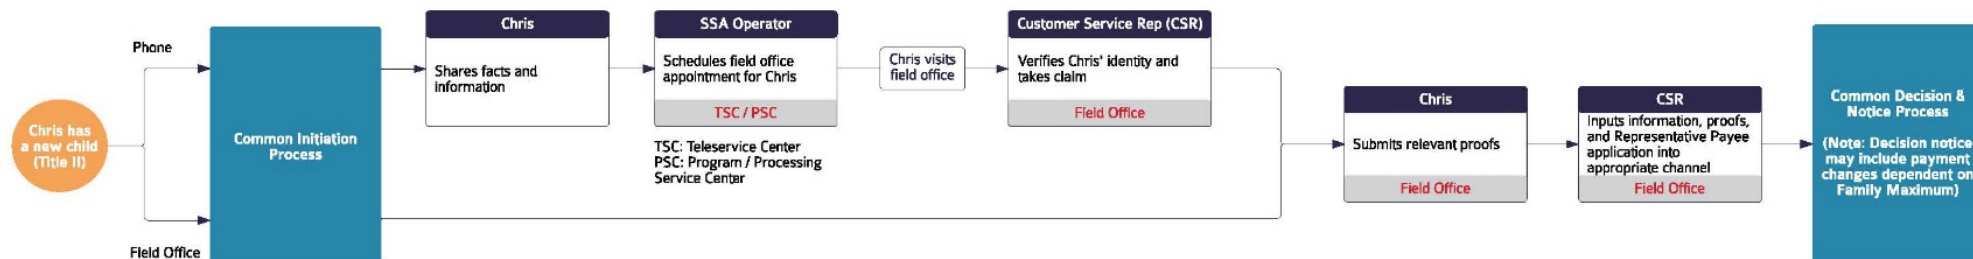 Phone
Chris has
a new child
(Title II)
Field Office
Common Initiation
Process
Chris
Shares facts and
information
SSA Operator
Schedules field office
appointment for Chris
TSC / PSC
TSC: Teleservice Center
PSC: Program / Processing
Service Center
Chris visits
field office
Customer Service Rep (CSR)
Verifies Chris' identity and
takes claim
Field Office
Chris
Submits relevant proofs
Field Office
CSR
Inputs information, proofs,
and Representative Payee
application into
appropriate channel
Field Office
Common Decision &
Notice Process
(Note: Decision notice
may include payment
changes dependent on
Family Maximum)